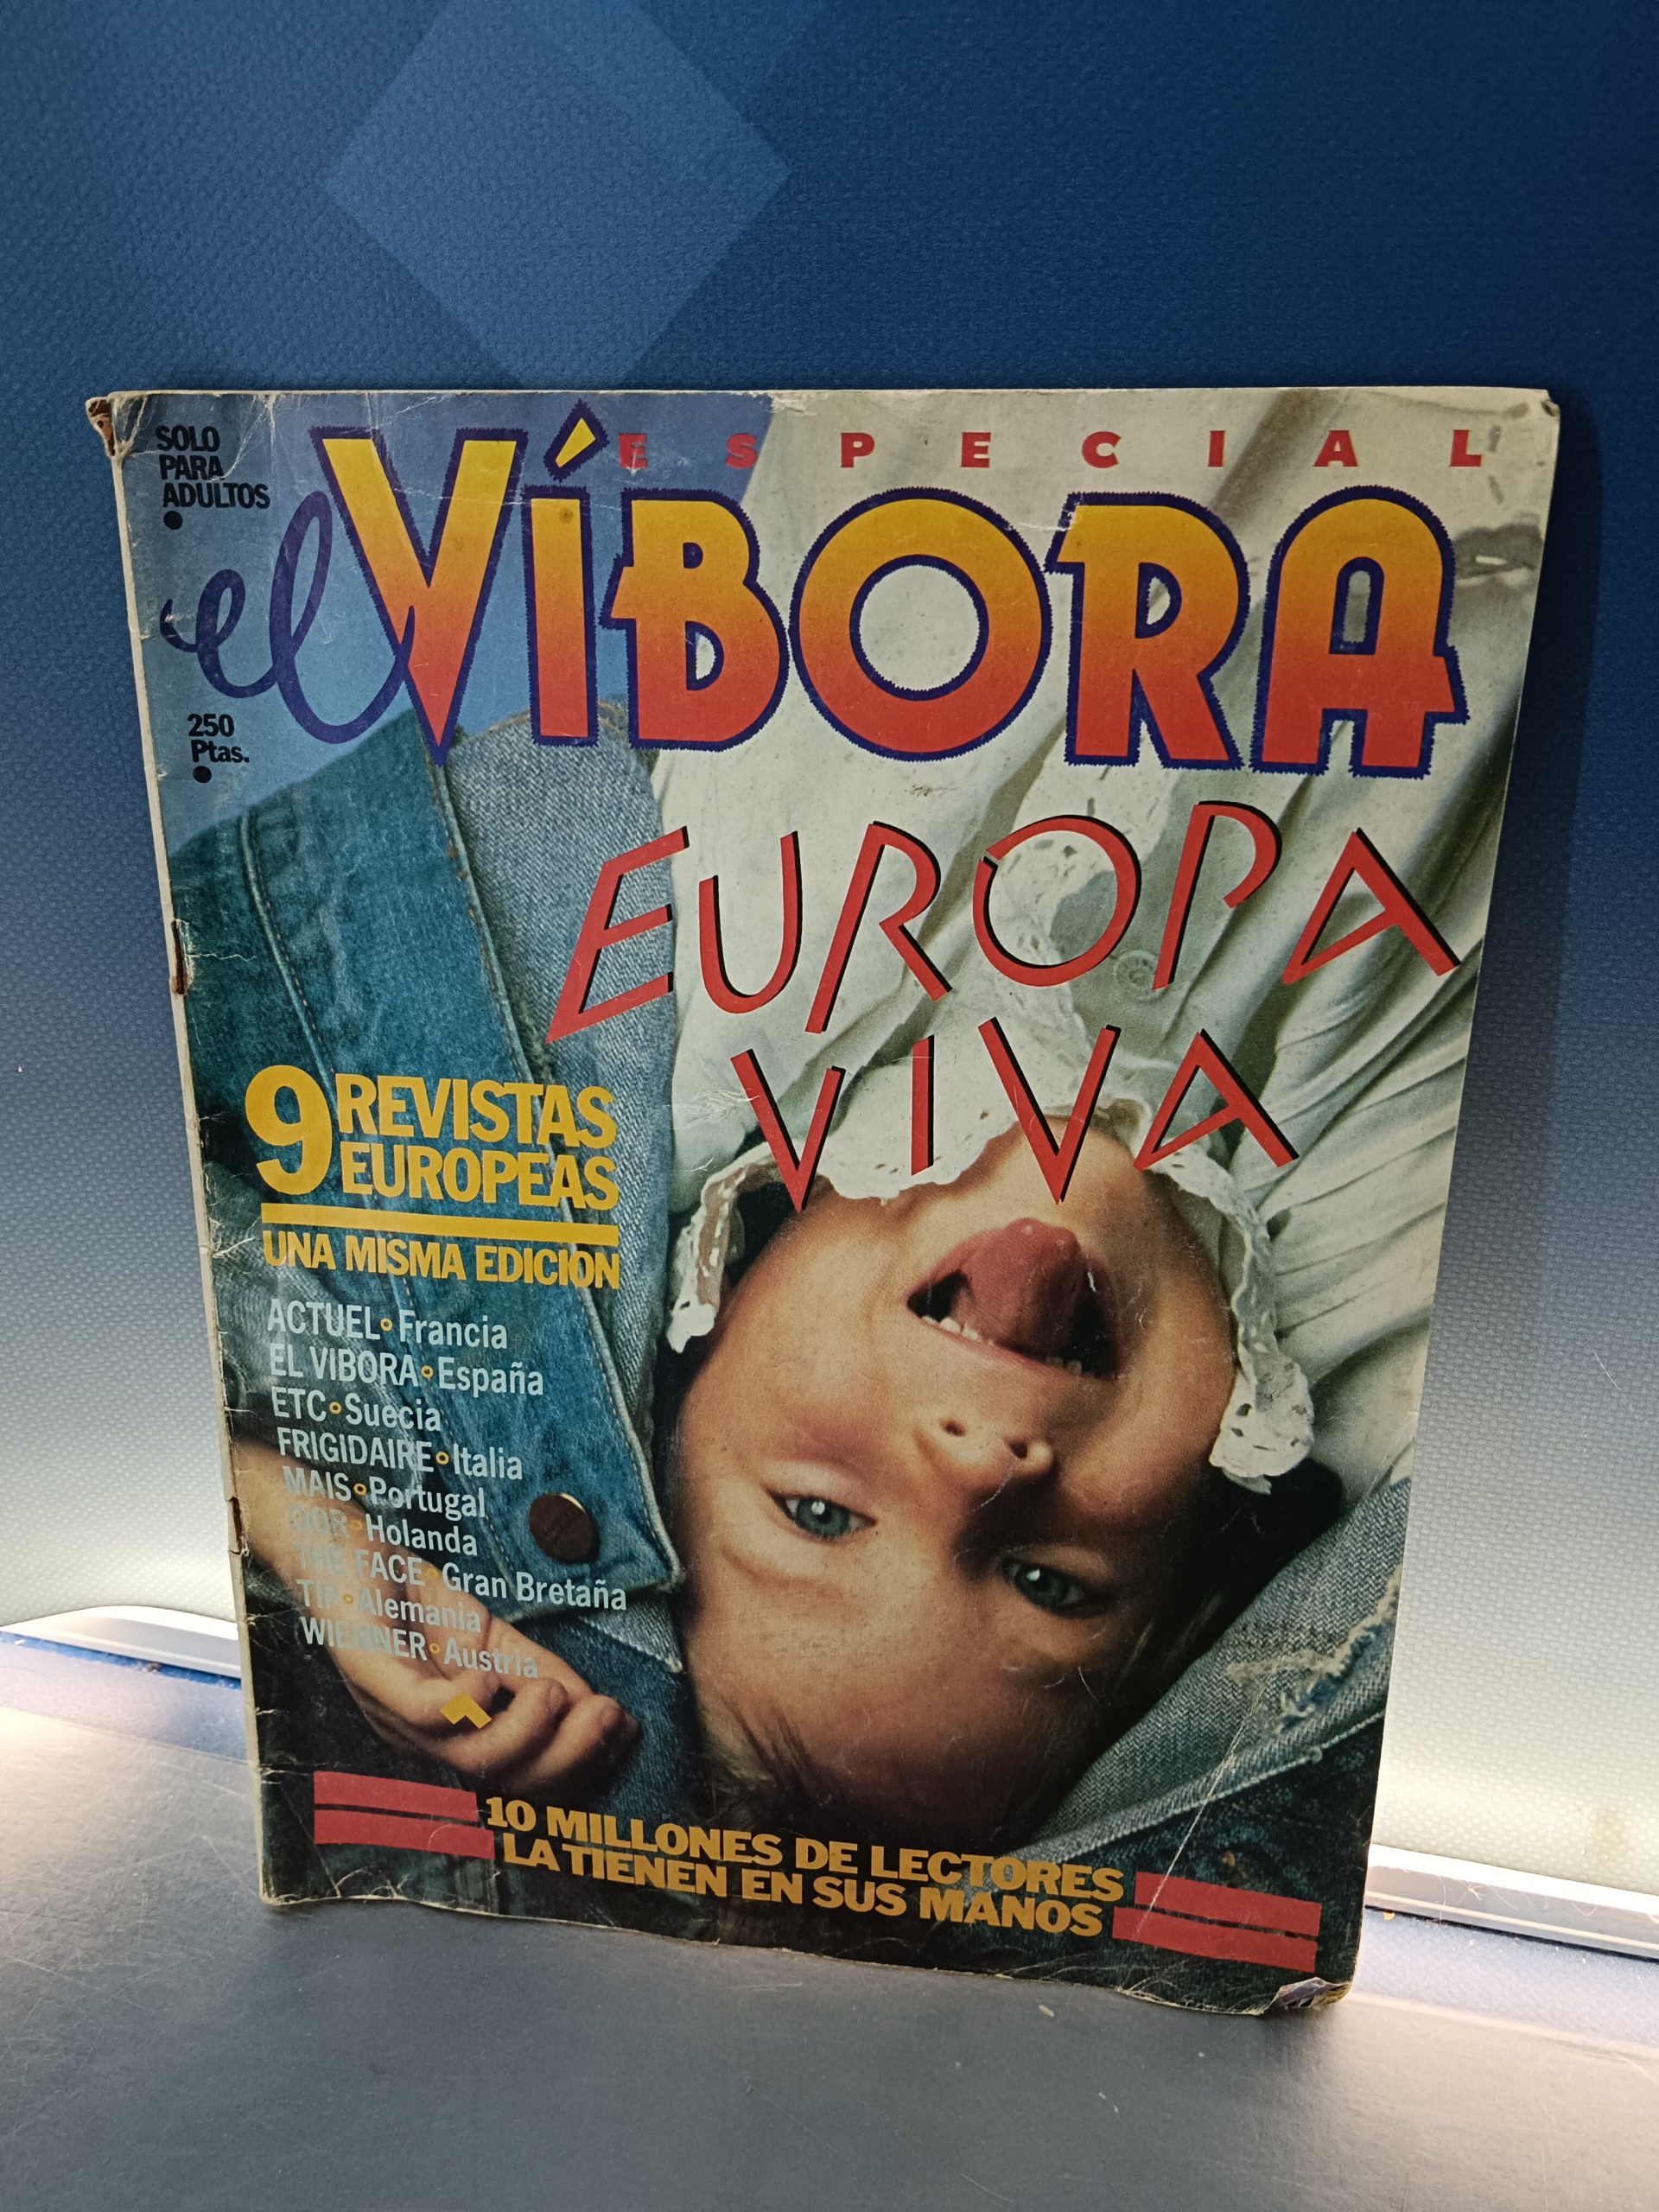 SOLO
PARA
ADULTOS
ESPECIAL
el VÍBORA
250
Ptas.
EUROPA
VIVA
9 REVISTAS
EUROPEAS
UNA MISMA EDICION
ACTUEL Francia
EL VIBORA España
ETC Suecia
FRIGIDAIRE Italia
MAIS Portugal
OOR Holanda
THE FACE Gran Bretaña
TIP Alemania
WIENNER Austria
10 MILLONES DE LECTORES
LA TIENEN EN SUS MANOS